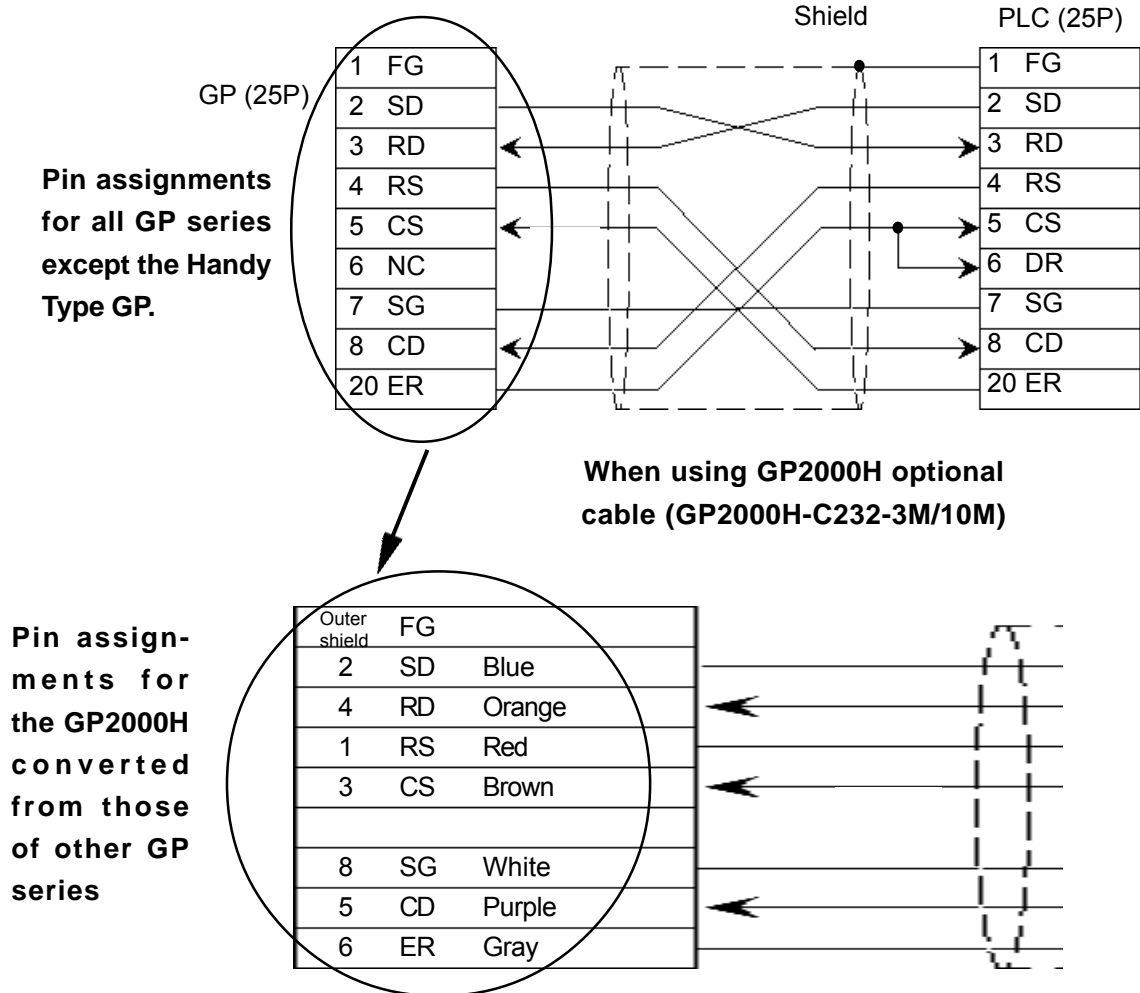 Shield PLC (25P)
GP (25P)
1 FG
2 SD
3 RD
4 RS
5 CS
6 NC
7 SG
8 CD
20 ER
1 FG
2 SD
3 RD
4 RS
5 CS
6 DR
7 SG
8 CD
20 ER
Pin assignments
for all GP series
except the Handy
Type GP.
When using GP2000H optional
cable (GP2000H-C232-3M/10M)
Pin assign-
ments for
the GP2000H
converted
from those
of other GP
series
Outer
shield FG
2 SD Blue
4 RD Orange
1 RS Red
3 CS Brown
8 SG White
5 CD Purple
6 ER Gray